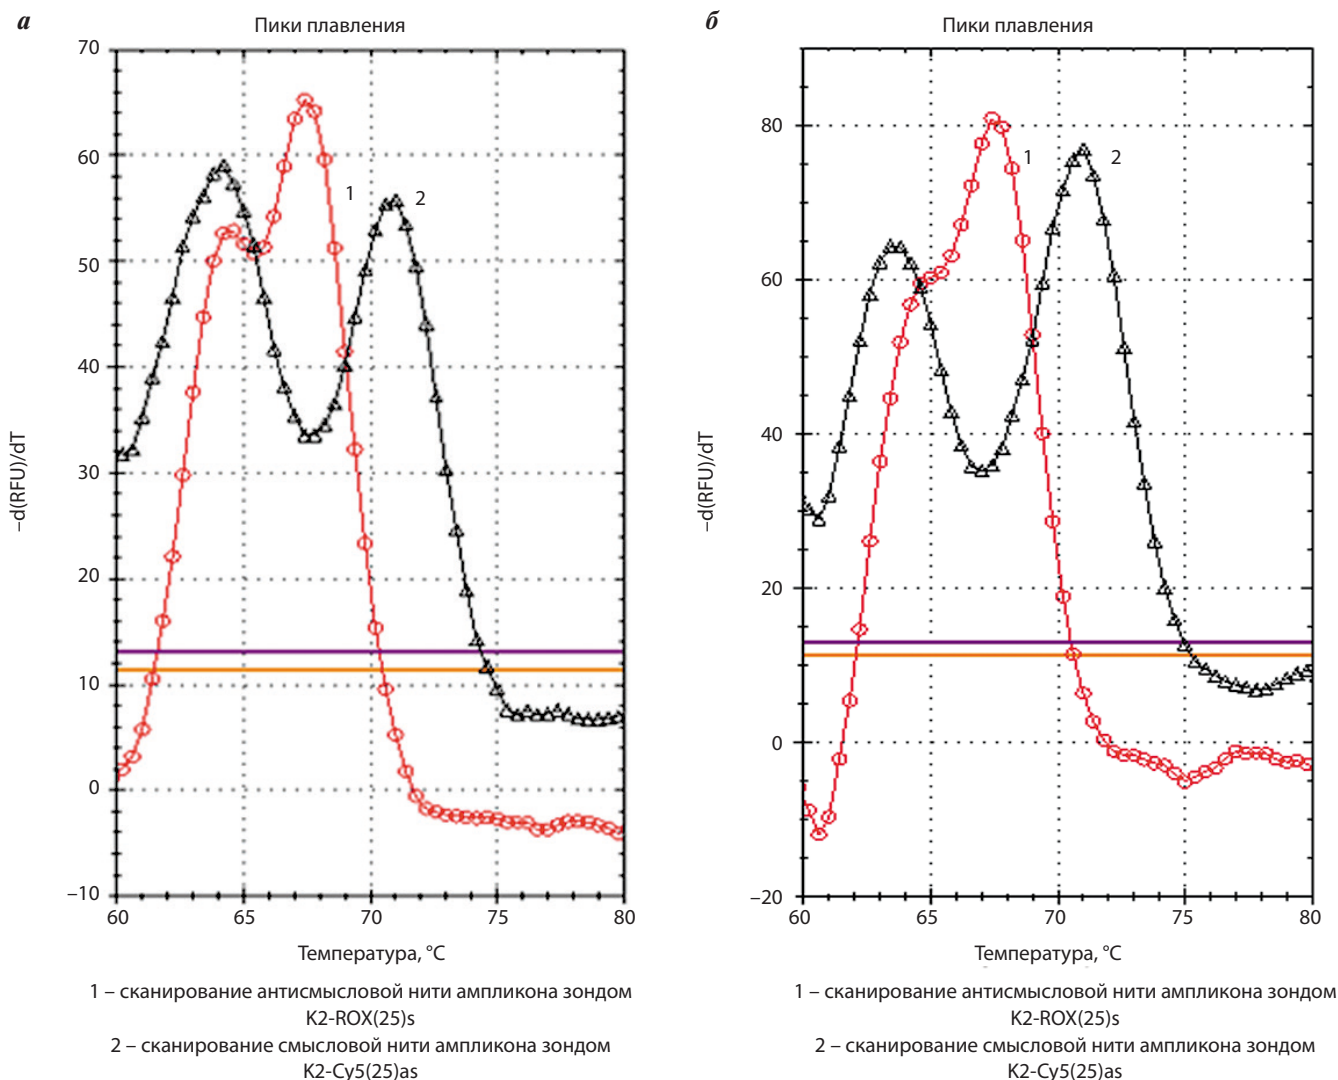 а
Пики плавления
70
60
50
40
30
20
10
0
–10
–d(RFU)/dT
1
2
60 65 70 75 80
Температура, °C
1 – сканирование антисмысловой нити ампликона зондом
K2-ROX(25)s
2 – сканирование смысловой нити ампликона зондом
K2-Cy5(25)as
б
Пики плавления
80
60
40
20
0
–20
–d(RFU)/dT
1
2
60 65 70 75 80
Температура, °C
1 – сканирование антисмысловой нити ампликона зондом
K2-ROX(25)s
2 – сканирование смысловой нити ампликона зондом
K2-Cy5(25)as